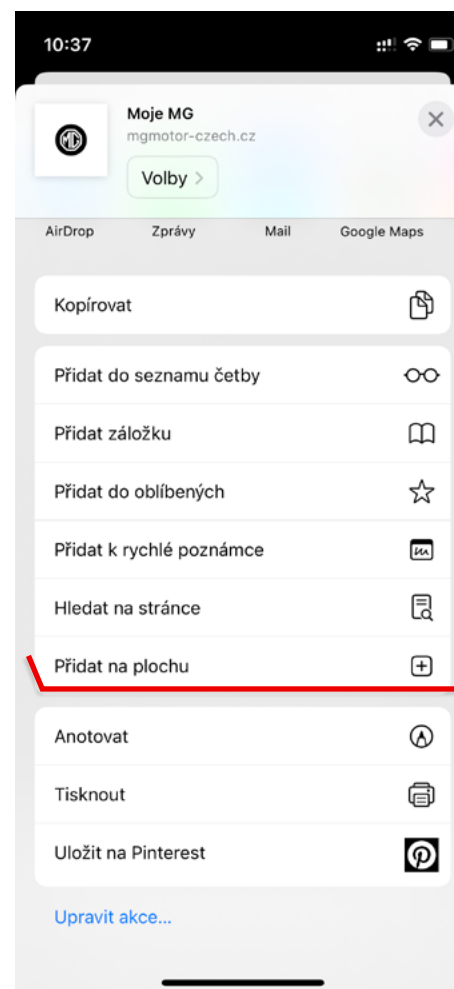 10:37
Moje MG
mgmotor-czech.cz
Volby
AirDrop Zprávy Mail Google Maps
Kopírovat
Přidat do seznamu četby
Přidat záložku
Přidat do oblíbených
Přidat k rychlé poznámce
Hledat na stránce
Přidat na plochu
Anotovat
Tisknout
Uložit na Pinterest
Upravit akce...